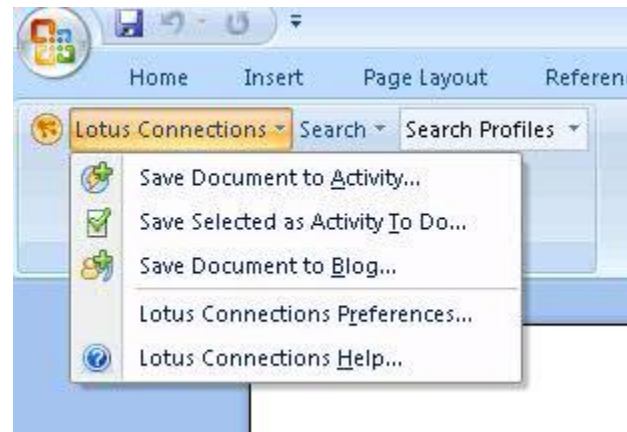 Home Insert Page Layout Referen
Lotus Connections Search Search Profiles
Save Document to Activity...
Save Selected as Activity To Do...
Save Document to Blog...
Lotus Connections Preferences...
Lotus Connections Help...